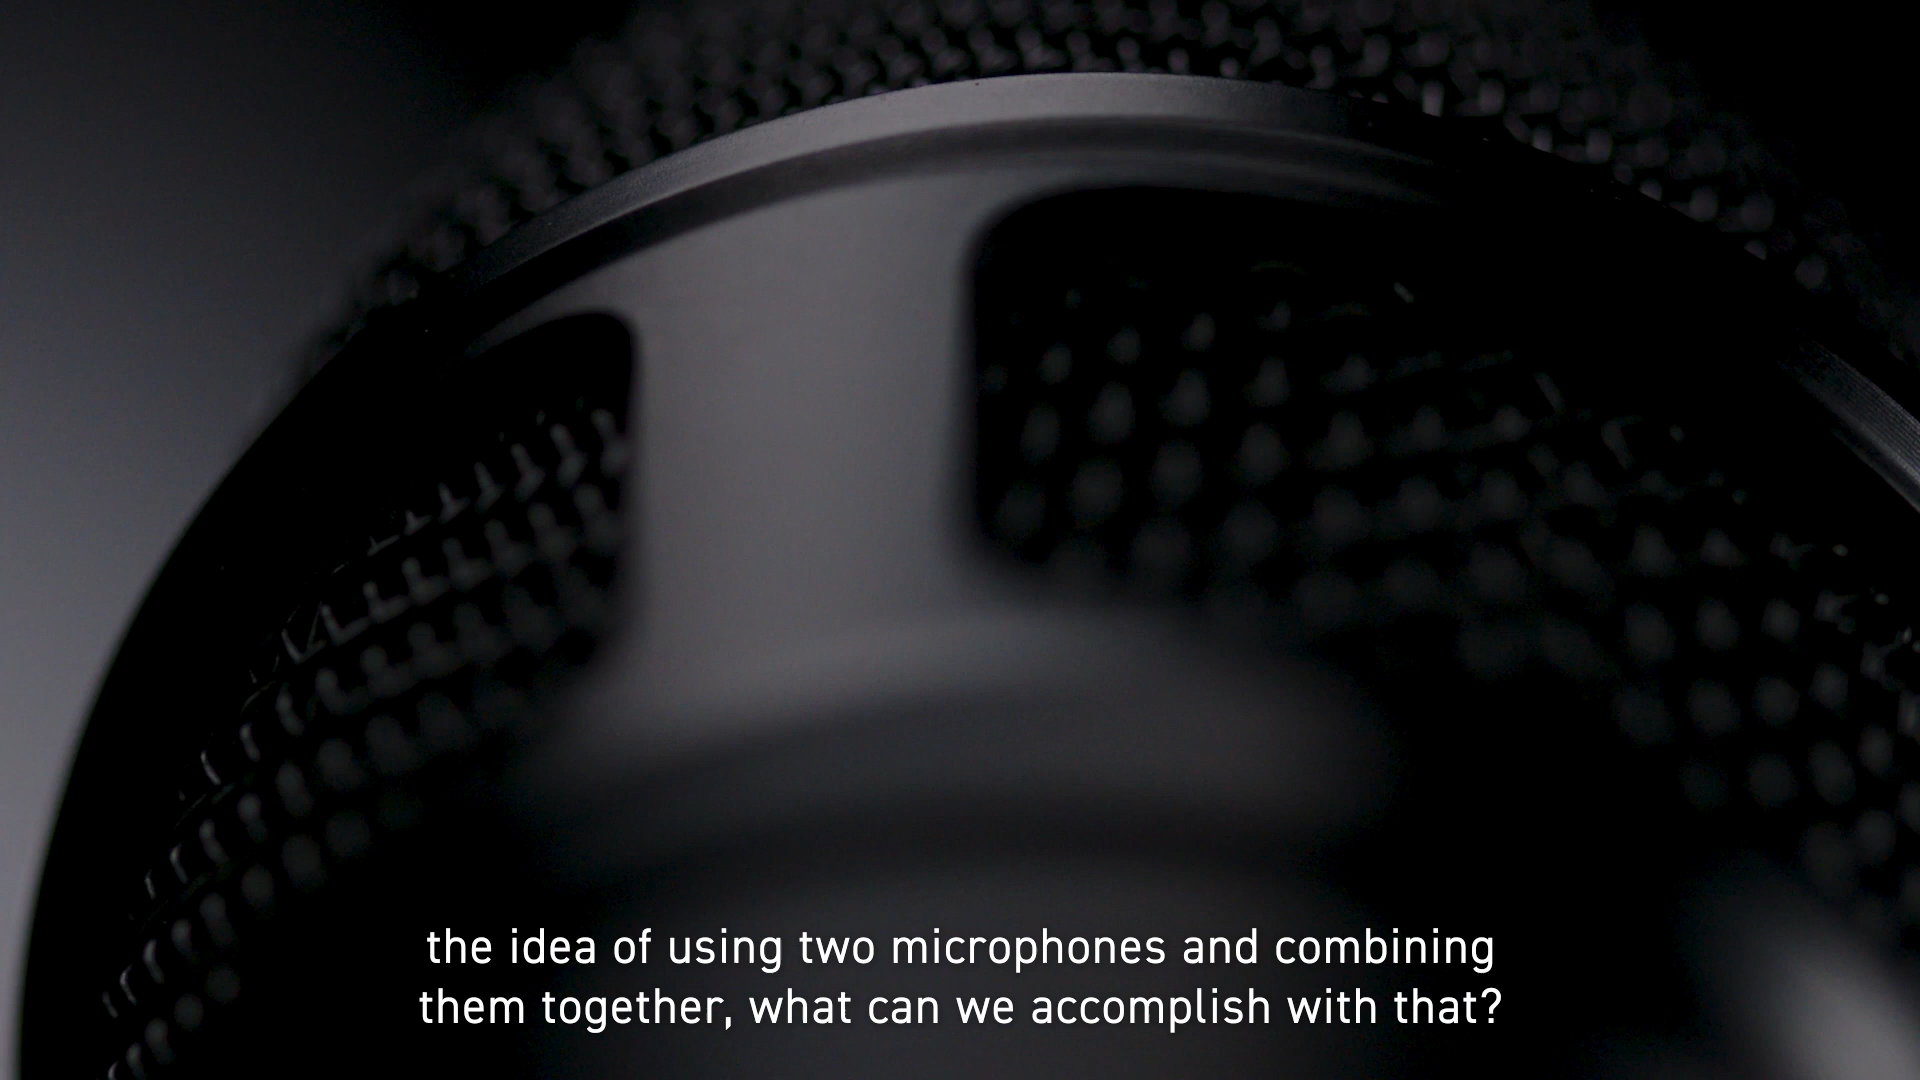 the idea of using two microphones and combining
them together, what can we accomplish with that?